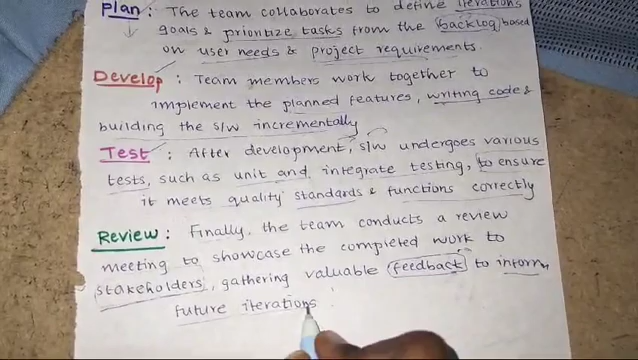 Plan : The team collaborates to define iterations
goals & prioritize tasks from the backlog based
on user needs & project requirements.
Develop : Team members work together to
implement the planned features, writing code &
building the s/w incrementally
Test : After development, s/w undergoes various
tests, such as unit and integrate testing, to ensure
it meets quality standards & functions correctly
Review : Finally, the team conducts a review
meeting to showcase the completed work to
stakeholders, gathering valuable feedback to inform
future iterations